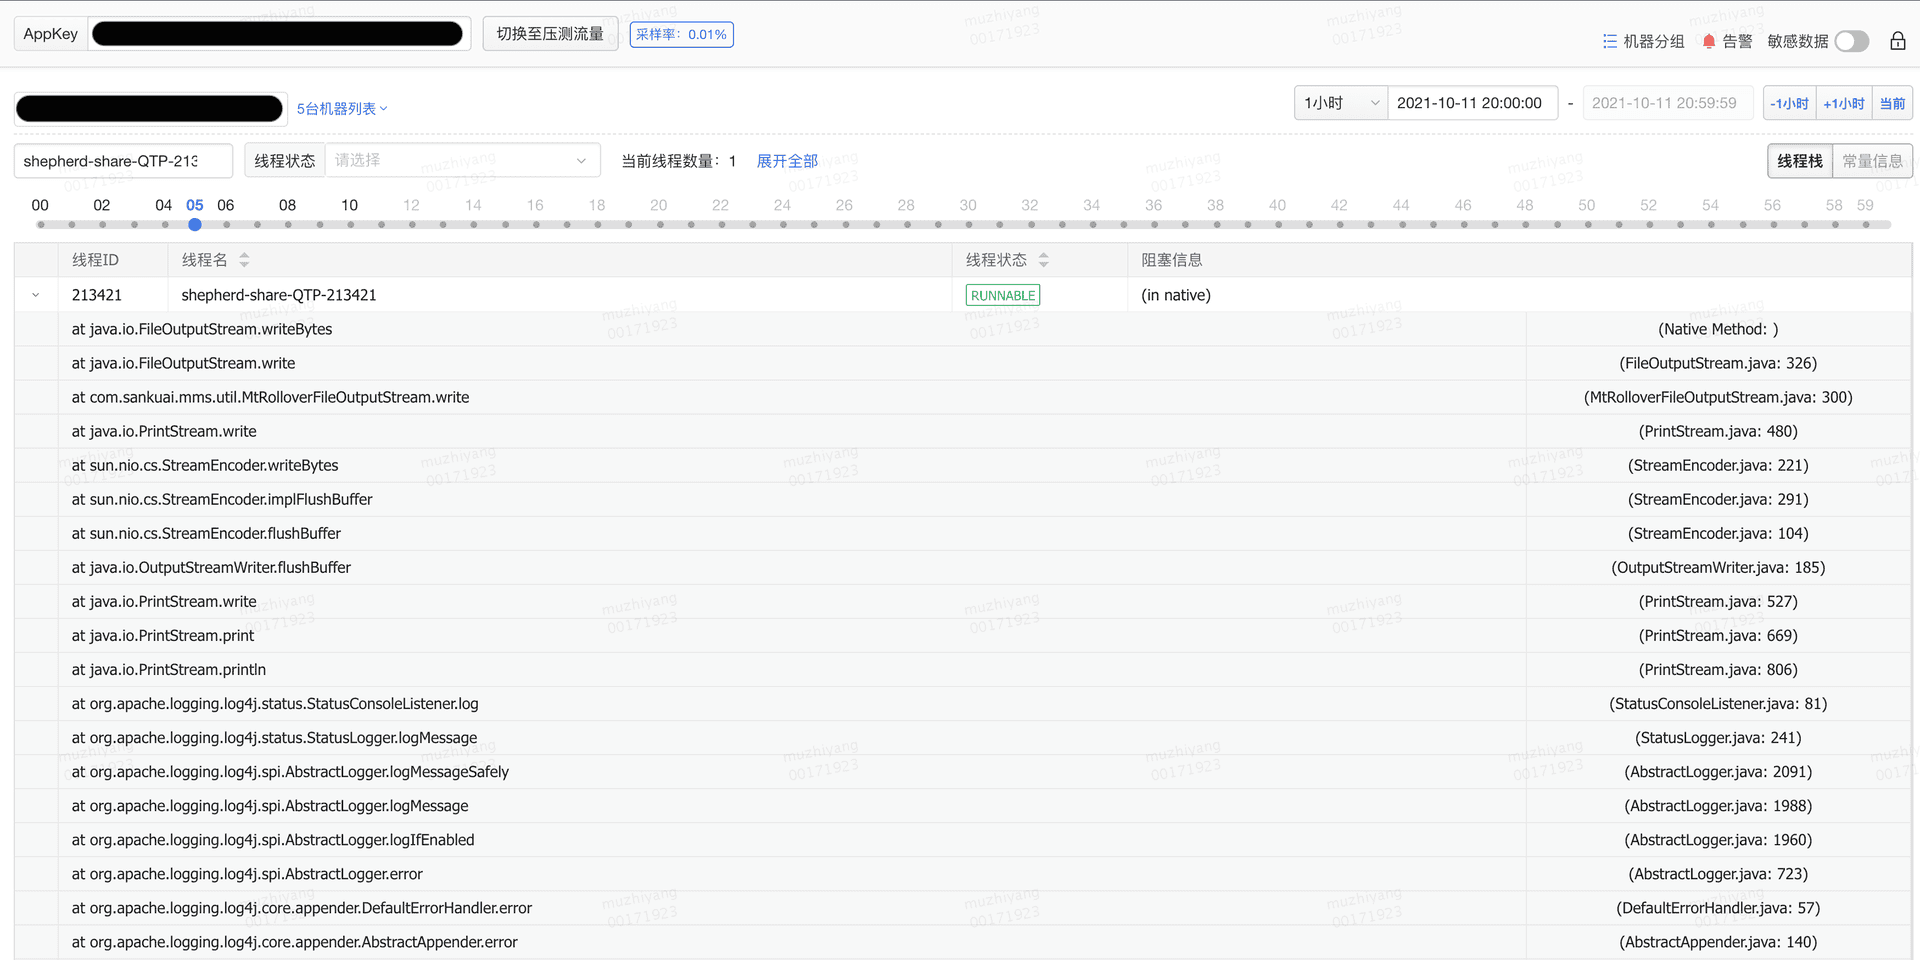 AppKey 切换至压测流量 采样率：0.01% 机器分组 告警 敏感数据
5台机器列表 1小时 2021-10-11 20:00:00 - 2021-10-11 20:59:59 -1小时 +1小时 当前
shepherd-share-QTP-213 线程状态 请选择 当前线程数量：1 展开全部 线程栈 常量信息
00 02 04 05 06 08 10 12 14 16 18 20 22 24 26 28 30 32 34 36 38 40 42 44 46 48 50 52 54 56 58 59
线程ID 线程名 线程状态 阻塞信息
213421 shepherd-share-QTP-213421 RUNNABLE (in native)
at java.io.FileOutputStream.writeBytes (Native Method: )
at java.io.FileOutputStream.write (FileOutputStream.java: 326)
at com.sankuai.mms.util.MtRolloverFileOutputStream.write (MtRolloverFileOutputStream.java: 300)
at java.io.PrintStream.write (PrintStream.java: 480)
at sun.nio.cs.StreamEncoder.writeBytes (StreamEncoder.java: 221)
at sun.nio.cs.StreamEncoder.implFlushBuffer (StreamEncoder.java: 291)
at sun.nio.cs.StreamEncoder.flushBuffer (StreamEncoder.java: 104)
at java.io.OutputStreamWriter.flushBuffer (OutputStreamWriter.java: 185)
at java.io.PrintStream.write (PrintStream.java: 527)
at java.io.PrintStream.print (PrintStream.java: 669)
at java.io.PrintStream.println (PrintStream.java: 806)
at org.apache.logging.log4j.status.StatusConsoleListener.log (StatusConsoleListener.java: 81)
at org.apache.logging.log4j.status.StatusLogger.logMessage (StatusLogger.java: 241)
at org.apache.logging.log4j.spi.AbstractLogger.logMessageSafely (AbstractLogger.java: 2091)
at org.apache.logging.log4j.spi.AbstractLogger.logMessage (AbstractLogger.java: 1988)
at org.apache.logging.log4j.spi.AbstractLogger.logIfEnabled (AbstractLogger.java: 1960)
at org.apache.logging.log4j.spi.AbstractLogger.error (AbstractLogger.java: 723)
at org.apache.logging.log4j.core.appender.DefaultErrorHandler.error (DefaultErrorHandler.java: 57)
at org.apache.logging.log4j.core.appender.AbstractAppender.error (AbstractAppender.java: 140)
muzhiyang
00171923